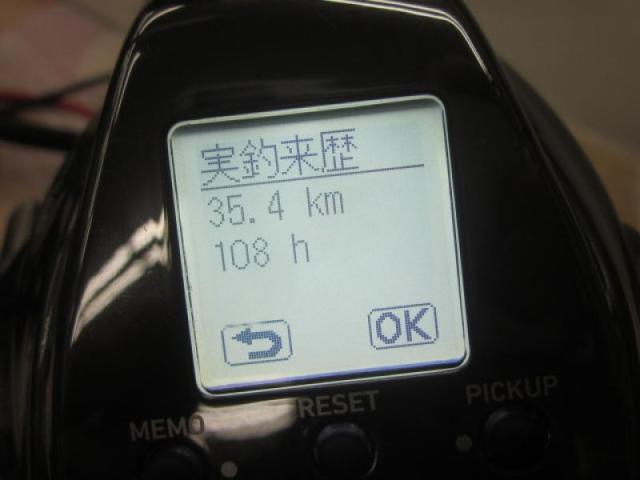 実釣来歴
35.4 km
108 h
OK
MEMO
RESET
PICKUP